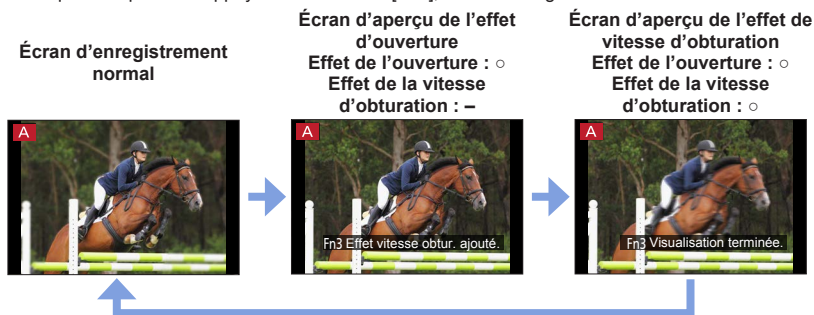 Écran d'enregistrement
normal
Écran d'aperçu de l'effet
d'ouverture
Effet de l'ouverture : ○
Effet de la vitesse
d'obturation : –
Écran d'aperçu de l'effet de
vitesse d'obturation
Effet de l'ouverture : ○
Effet de la vitesse
d'obturation : ○
A
A
Fn3 Effet vitesse obtur. ajouté.
A
Fn3 Visualisation terminée.